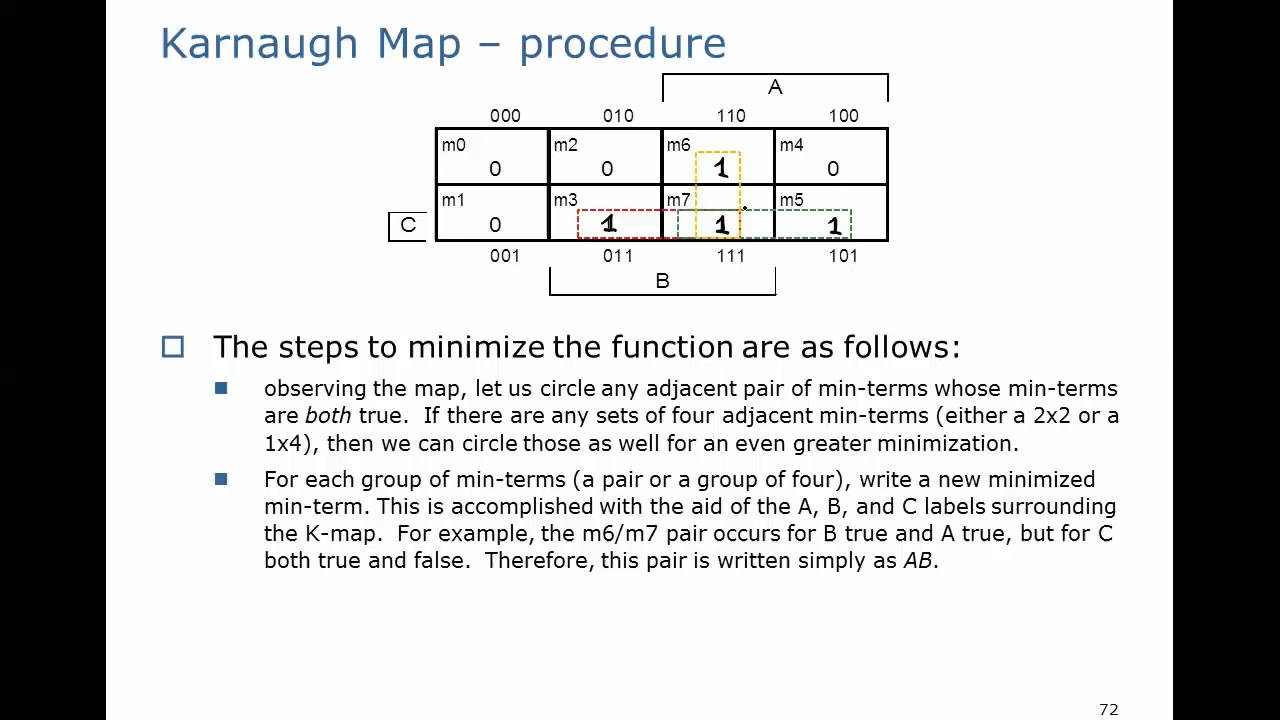 Karnaugh Map – procedure
A
000 010 110 100
m0 m2 m6 m4
0 0 1 0
m1 m3 m7 m5
C 0 1 1 1
001 011 111 101
B
The steps to minimize the function are as follows:
observing the map, let us circle any adjacent pair of min-terms whose min-terms
are both true. If there are any sets of four adjacent min-terms (either a 2x2 or a
1x4), then we can circle those as well for an even greater minimization.
For each group of min-terms (a pair or a group of four), write a new minimized
min-term. This is accomplished with the aid of the A, B, and C labels surrounding
the K-map. For example, the m6/m7 pair occurs for B true and A true, but for C
both true and false. Therefore, this pair is written simply as AB.
72